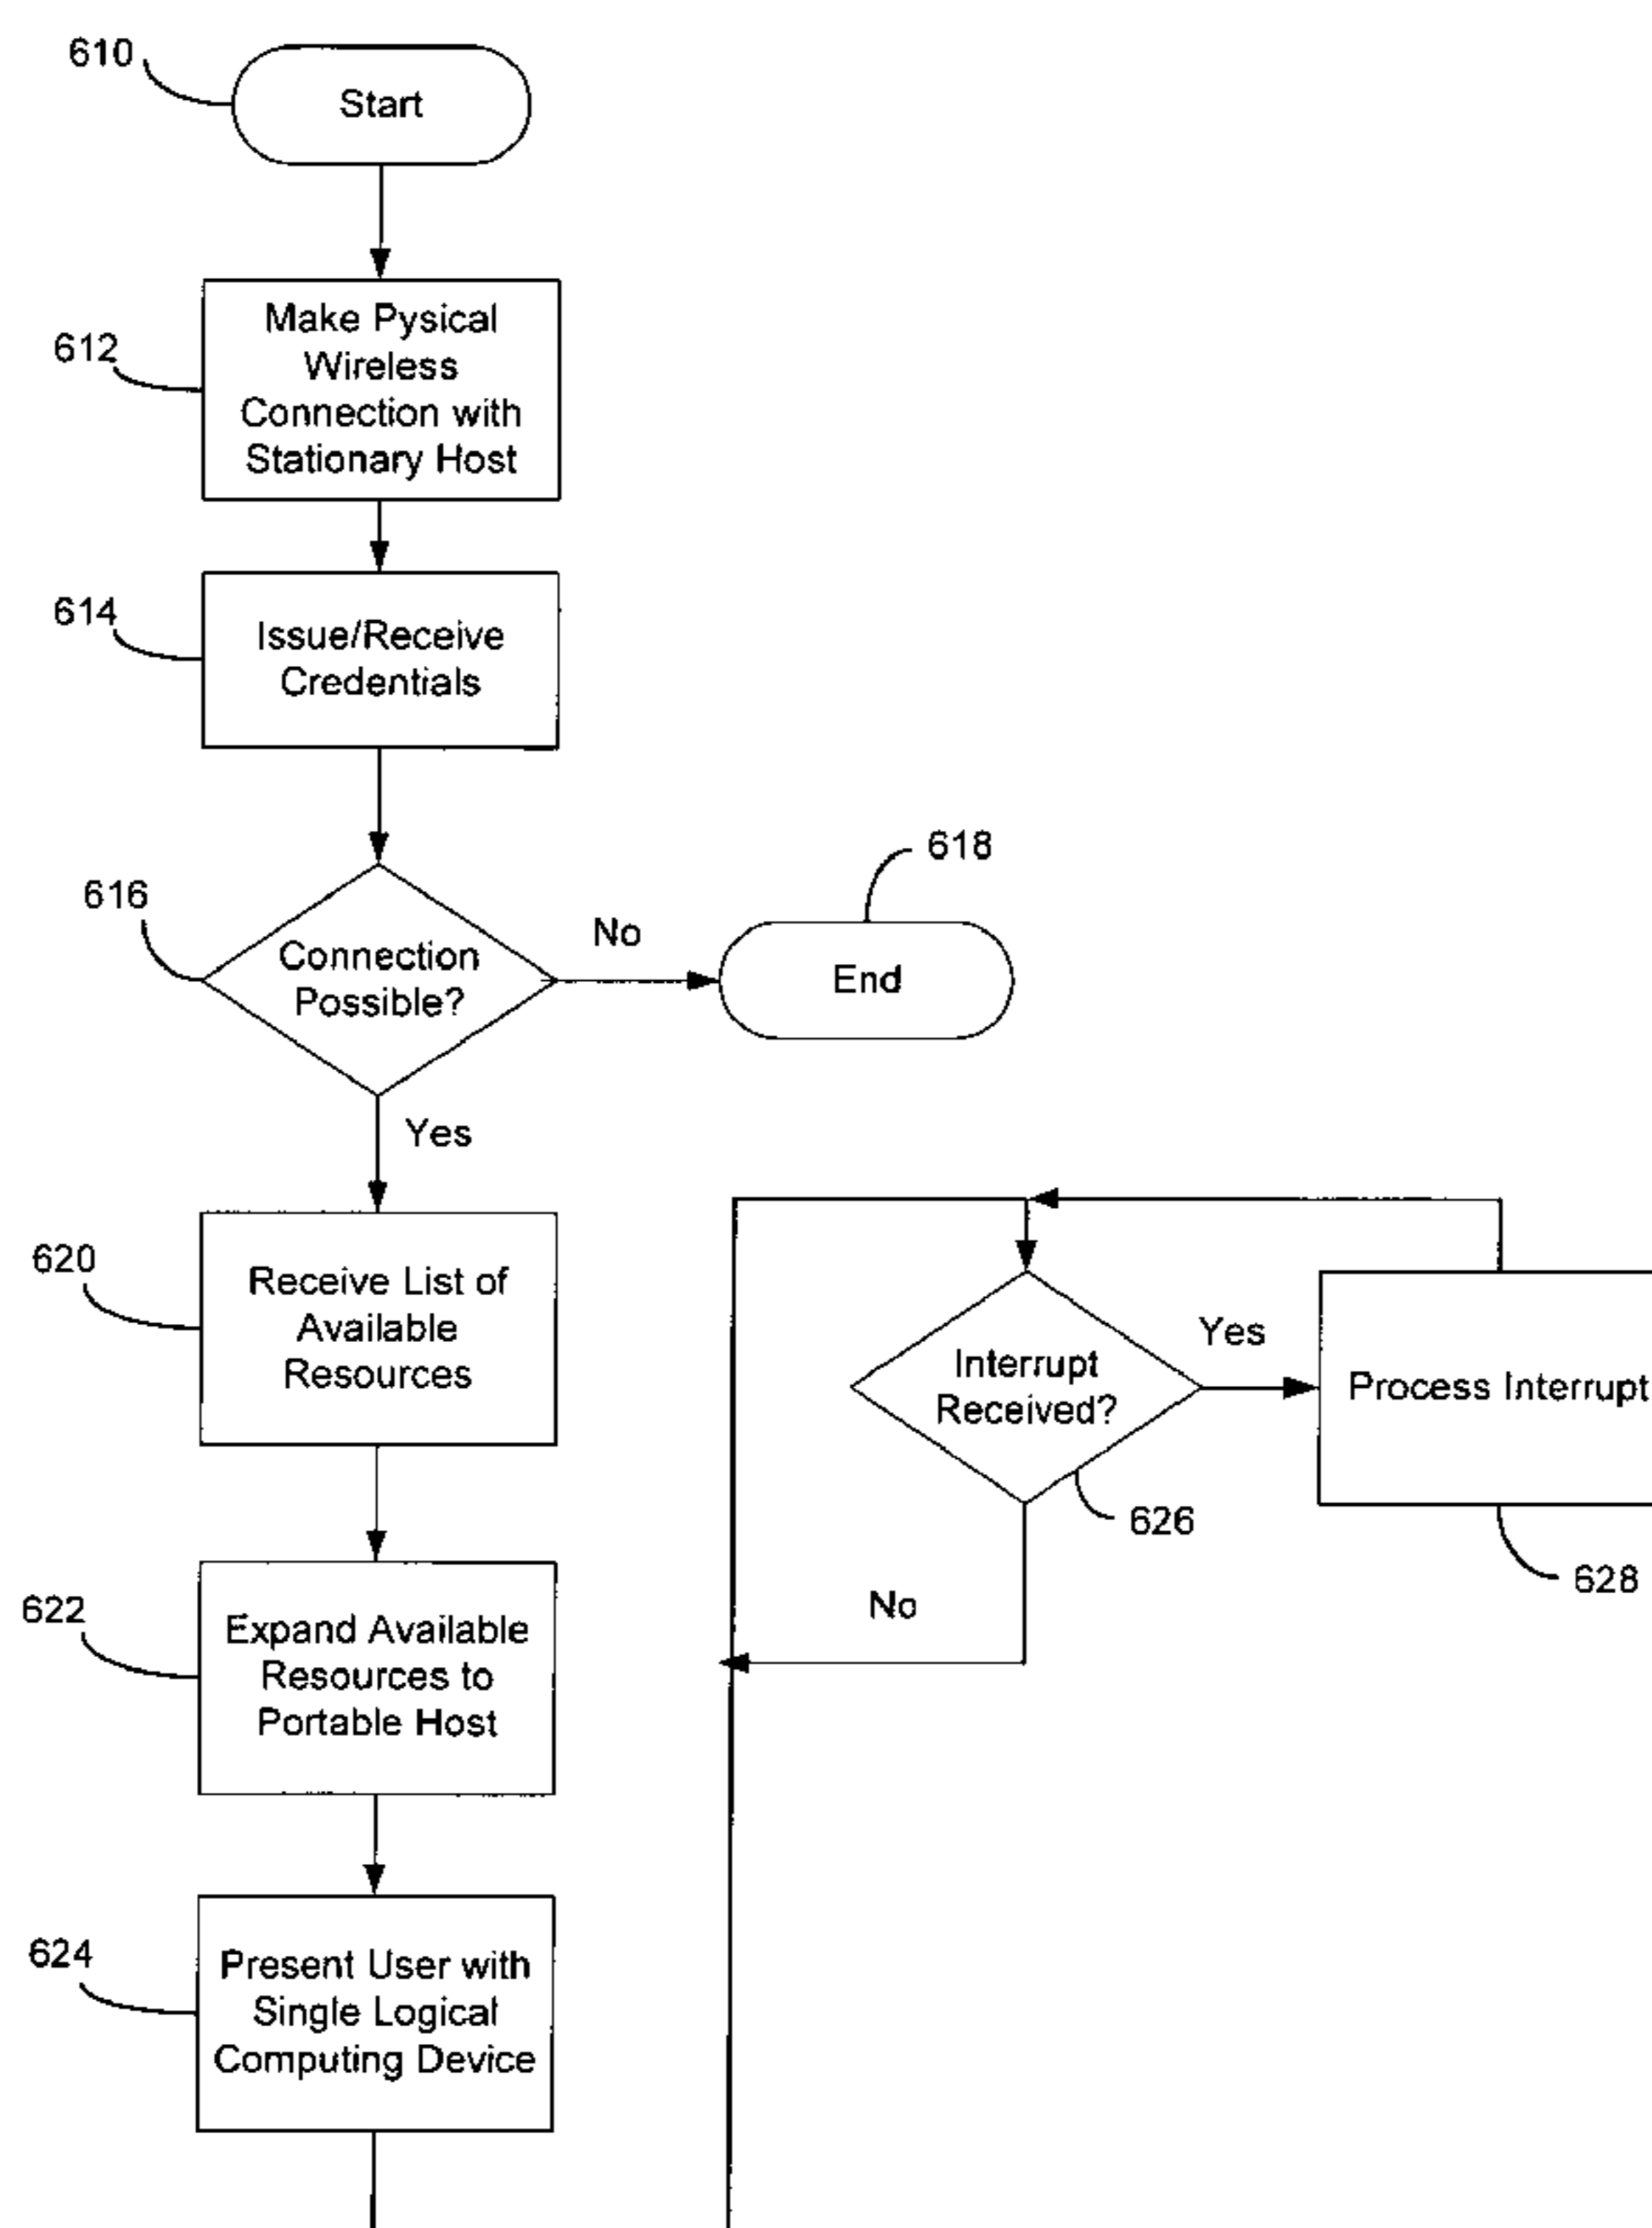 610
Start
612
Make Pysical
Wireless
Connection with
Stationary Host
614
Issue/Receive
Credentials
616
Connection
Possible?
No
618
End
Yes
620
Receive List of
Available
Resources
622
Expand Available
Resources to
Portable Host
624
Present User with
Single Logical
Computing Device
Interrupt
Received?
626
Yes
Process Interrupt
628
No